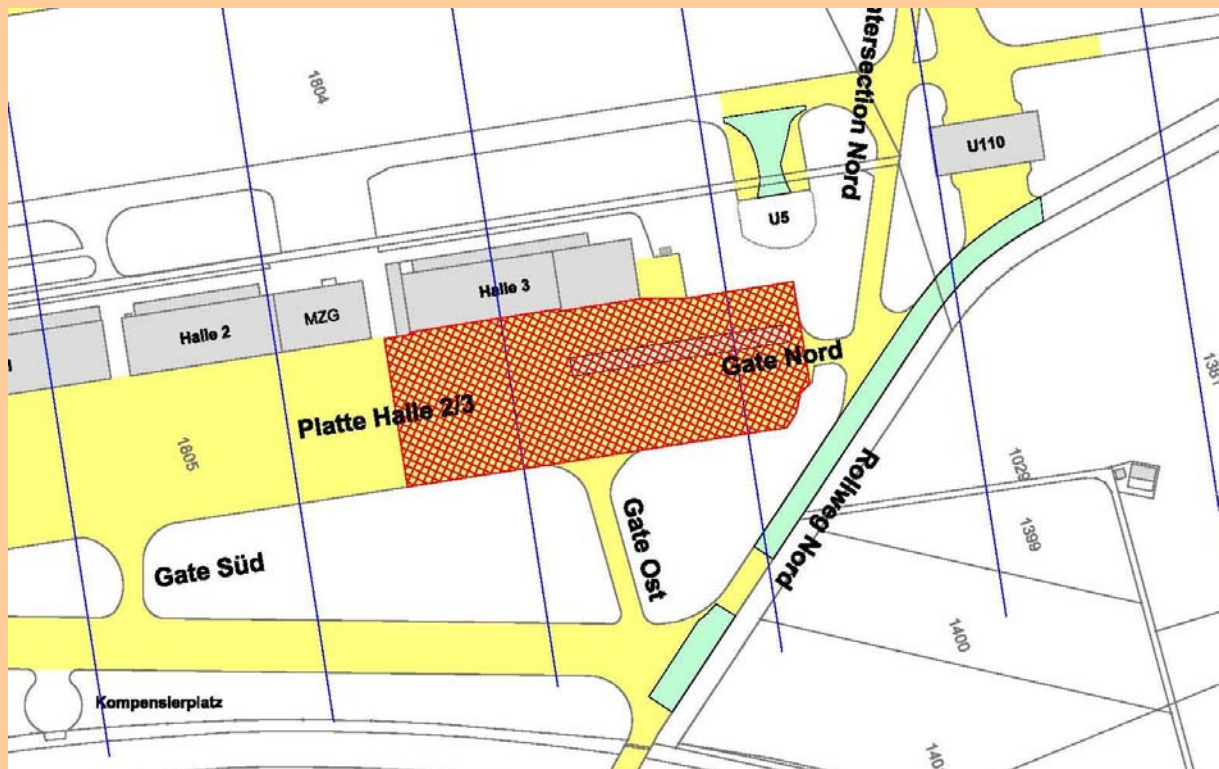 1804
Intersection Nord
U110
U5
Halle 3
MZG
Halle 2
Gate Nord
1381
Platte Halle 2/3
1805
Rollweg Nord
1029
1399
Gate Ost
Gate Süd
1400
Kompensierplatz